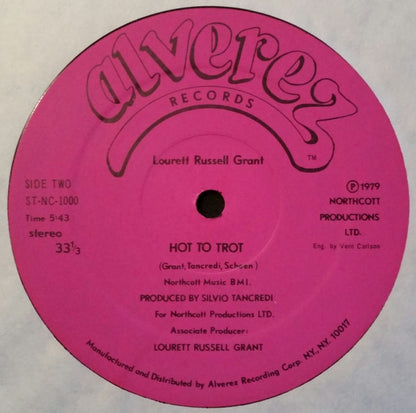 alverez
RECORDS
TM
Lourett Russell Grant
SIDE TWO
ST-NC-1000
Time 5:43
stereo
33⅓
Ⓟ 1979
NORTHCOTT
PRODUCTIONS
LTD.
Eng. by Vern Carlson
HOT TO TROT
(Grant, Tancredi, Schoen)
Northcott Music B M I.
PRODUCED BY SILVIO TANCREDI
For Northcott Productions LTD.
Associate Producer:
LOURETT RUSSELL GRANT
Manufactured and Distributed by Alverez Recording Corp. NY, NY. 10017